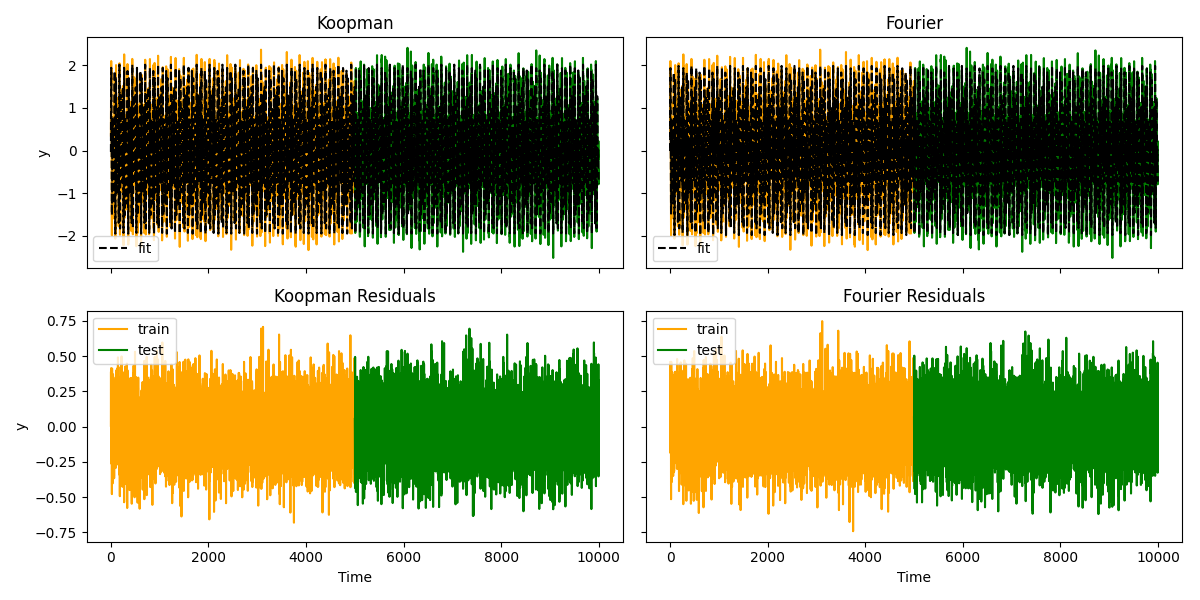 Koopman
y
2
1
0
−1
−2
fit
Fourier
fit
Koopman Residuals
y
0.75
0.50
0.25
0.00
−0.25
−0.50
−0.75
train
test
0 2000 4000 6000 8000 10000
Time
Fourier Residuals
train
test
0 2000 4000 6000 8000 10000
Time